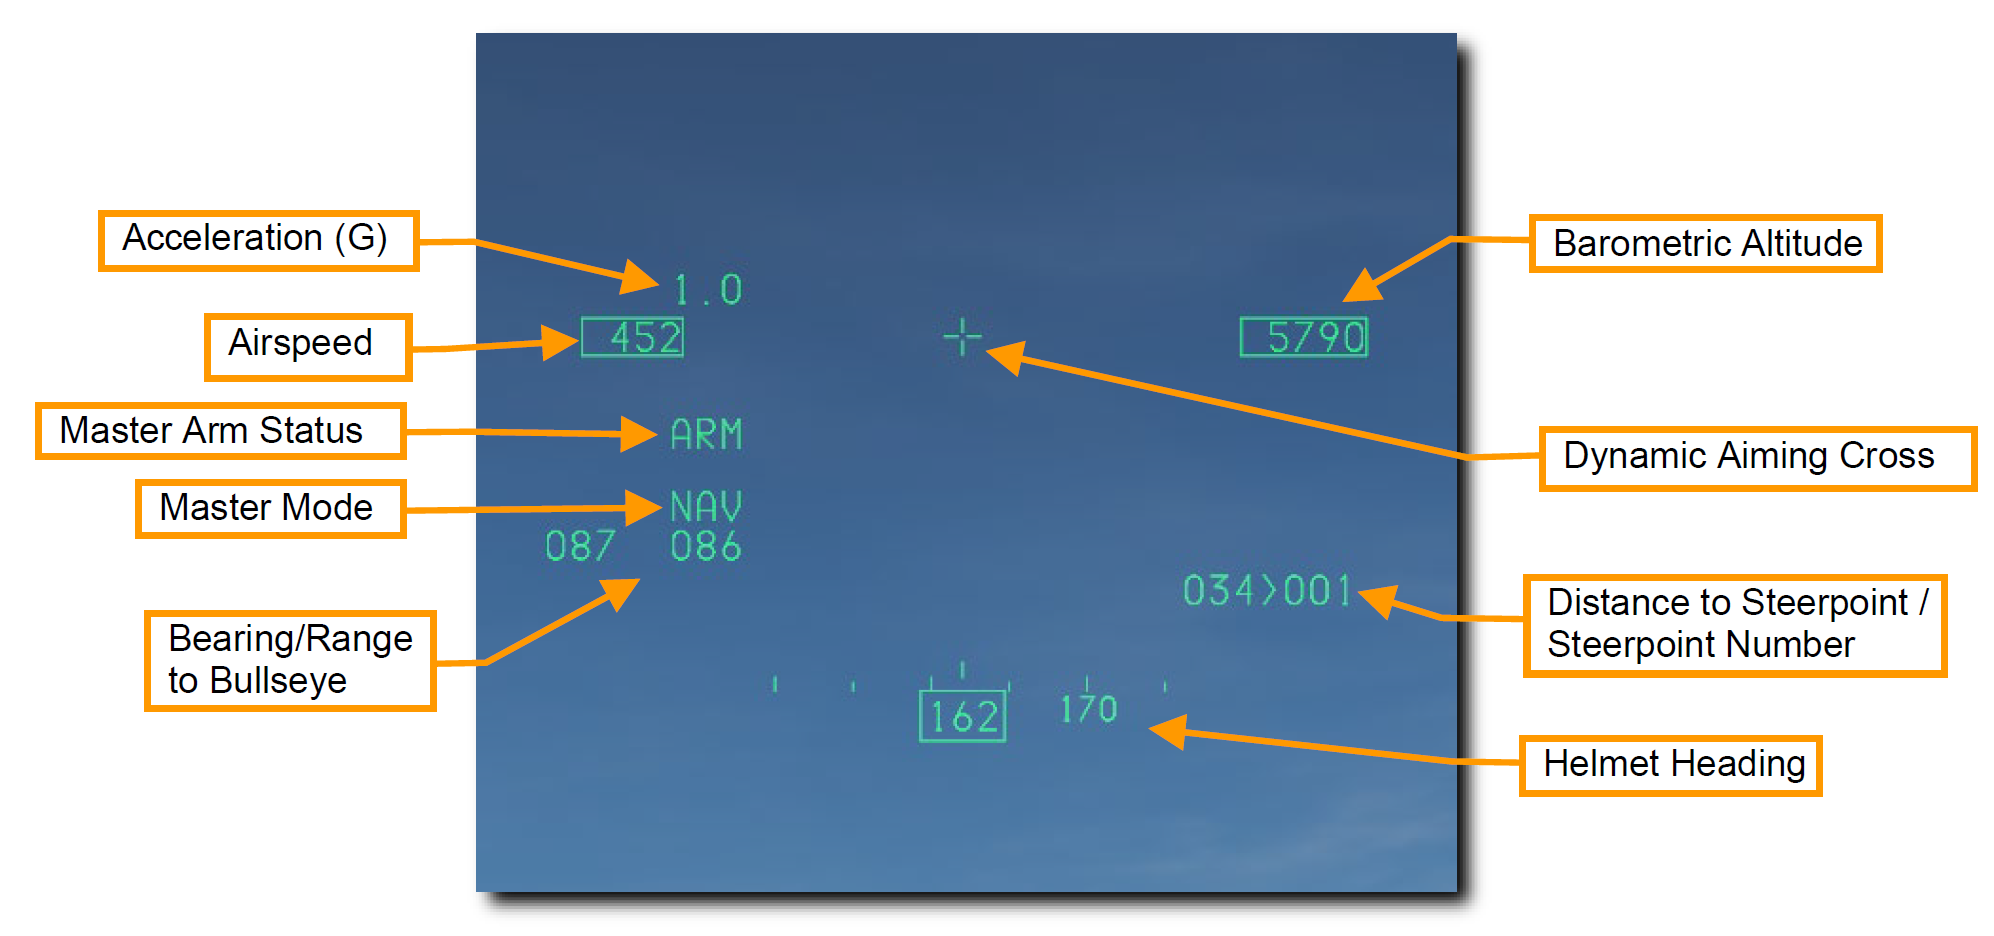 Acceleration (G)
1.0
Barometric Altitude
Airspeed
452
5790
Master Arm Status
ARM
Dynamic Aiming Cross
Master Mode
NAV
087 086
034>001
Distance to Steerpoint /
Steerpoint Number
Bearing/Range
to Bullseye
162 170
Helmet Heading